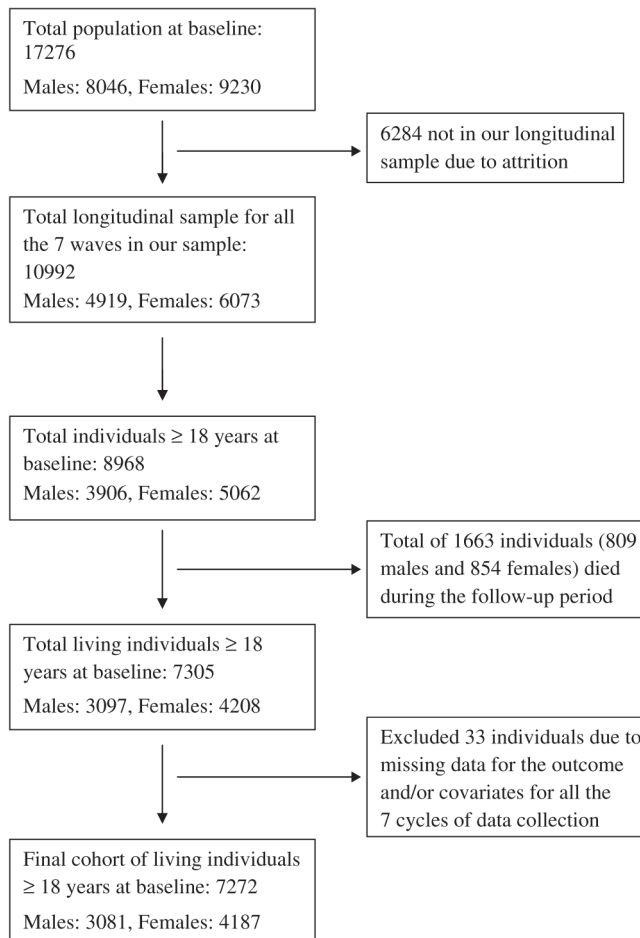 Total population at baseline:
17276
Males: 8046, Females: 9230
6284 not in our longitudinal
sample due to attrition
Total longitudinal sample for all
the 7 waves in our sample:
10992
Males: 4919, Females: 6073
Total individuals ≥ 18 years at
baseline: 8968
Males: 3906, Females: 5062
Total of 1663 individuals (809
males and 854 females) died
during the follow-up period
Total living individuals ≥ 18
years at baseline: 7305
Males: 3097, Females: 4208
Excluded 33 individuals due to
missing data for the outcome
and/or covariates for all the
7 cycles of data collection
Final cohort of living individuals
≥ 18 years at baseline: 7272
Males: 3081, Females: 4187